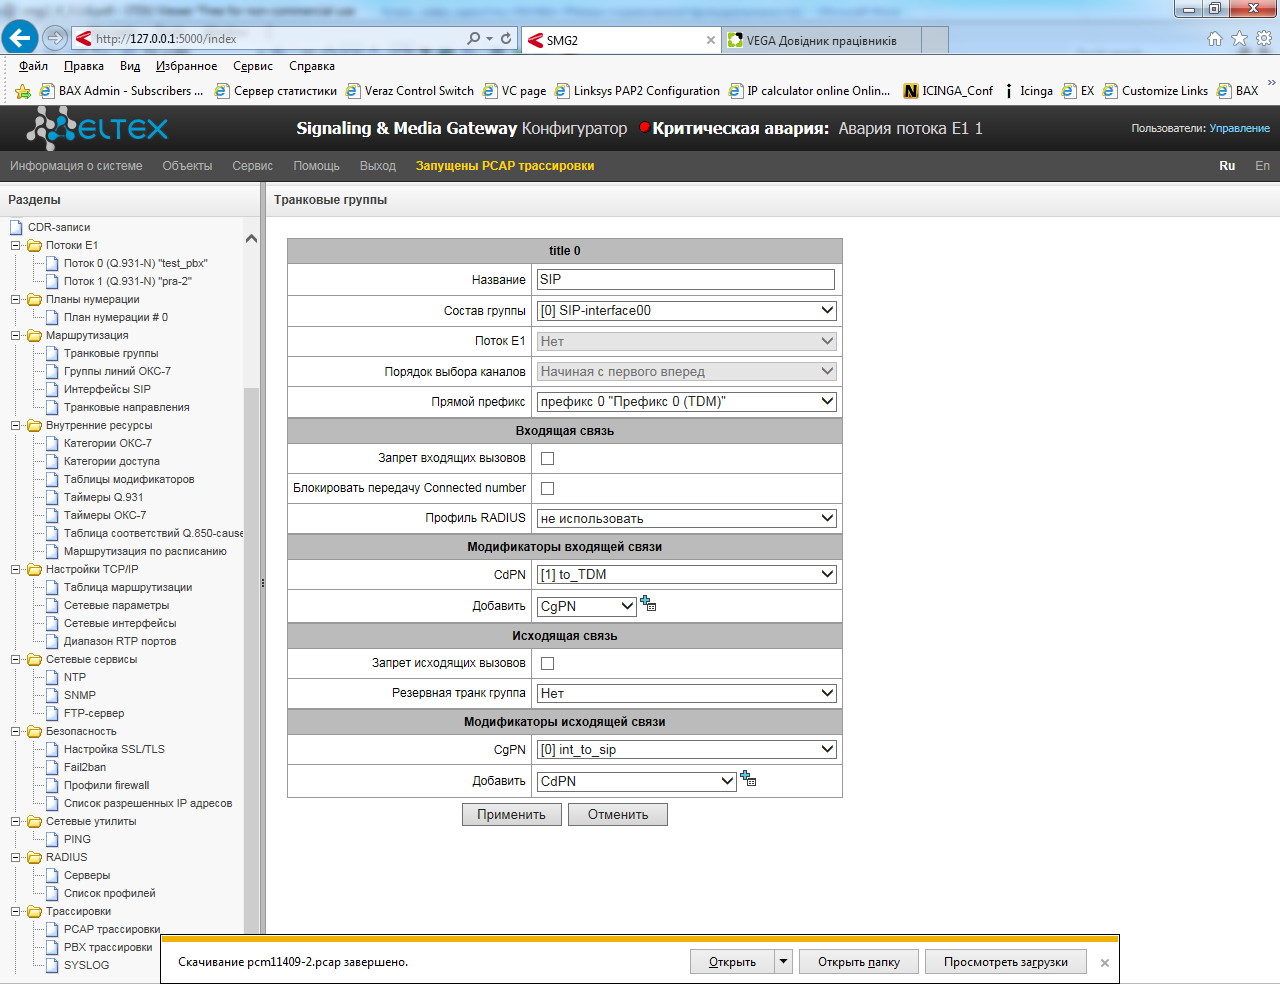 http://127.0.0.1:5000/index
SMG2
VEGA Довідник працівників
Файл Правка Вид Избранное Сервис Справка
BAX Admin - Subscribers ... Сервер статистики Veraz Control Switch VC page Linksys PAP2 Configuration IP calculator online Onlin... ICINGA_Conf Icinga EX Customize Links BAX »
ELTEX
Signaling & Media Gateway Конфигуратор Критическая авария: Авария потока E1 1
Пользователи: Управление
Информация о системе Объекты Сервис Помощь Выход Запущены PCAP трассировки Ru En
Разделы
CDR-записи
Потоки E1
Поток 0 (Q.931-N) "test_pbx"
Поток 1 (Q.931-N) "pra-2"
Планы нумерации
План нумерации # 0
Маршрутизация
Транковые группы
Группы линий ОКС-7
Интерфейсы SIP
Транковые направления
Внутренние ресурсы
Категории ОКС-7
Категории доступа
Таблицы модификаторов
Таймеры Q.931
Таймеры ОКС-7
Таблица соответствий Q.850-cause
Маршрутизация по расписанию
Настройки TCP/IP
Таблица маршрутизации
Сетевые параметры
Сетевые интерфейсы
Диапазон RTP портов
Сетевые сервисы
NTP
SNMP
FTP-сервер
Безопасность
Настройка SSL/TLS
Fail2ban
Профили firewall
Список разрешенных IP адресов
Сетевые утилиты
PING
RADIUS
Серверы
Список профилей
Трассировки
PCAP трассировки
PBX трассировки
SYSLOG
Транковые группы
title 0
Название SIP
Состав группы [0] SIP-interface00
Поток E1 Нет
Порядок выбора каналов Начиная с первого вперед
Прямой префикс префикс 0 "Префикс 0 (TDM)"
Входящая связь
Запрет входящих вызовов
Блокировать передачу Connected number
Профиль RADIUS не использовать
Модификаторы входящей связи
CdPN [1] to_TDM
Добавить CgPN
Исходящая связь
Запрет исходящих вызовов
Резервная транк группа Нет
Модификаторы исходящей связи
CgPN [0] int_to_sip
Добавить CdPN
Применить Отменить
Скачивание pcm11409-2.pcap завершено. Открыть Открыть папку Просмотреть загрузки